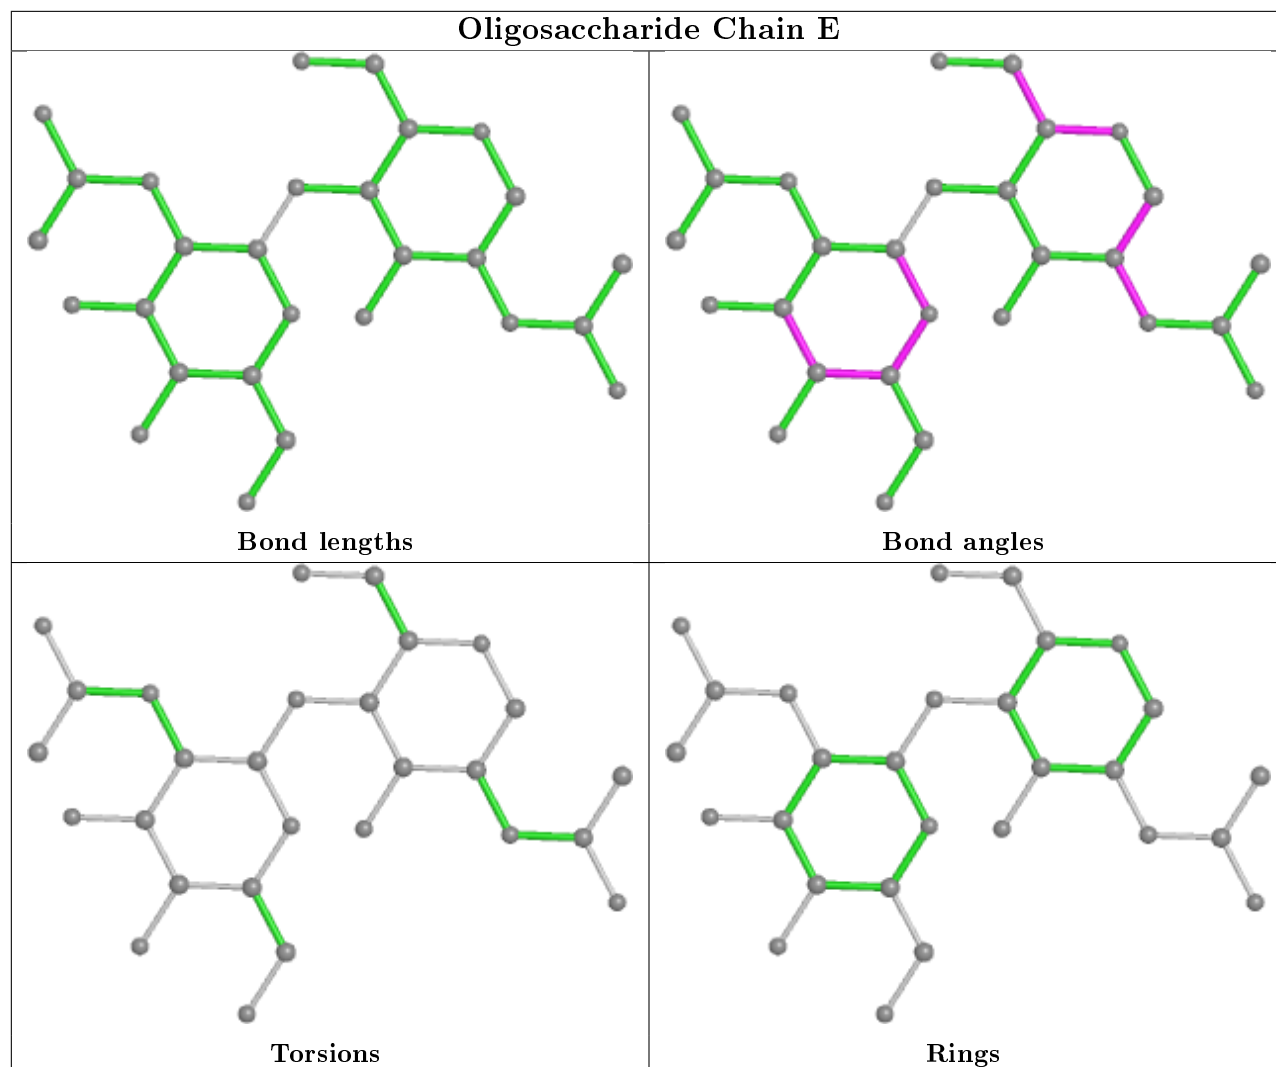 Oligosaccharide Chain E
Bond lengths
Bond angles
Torsions
Rings